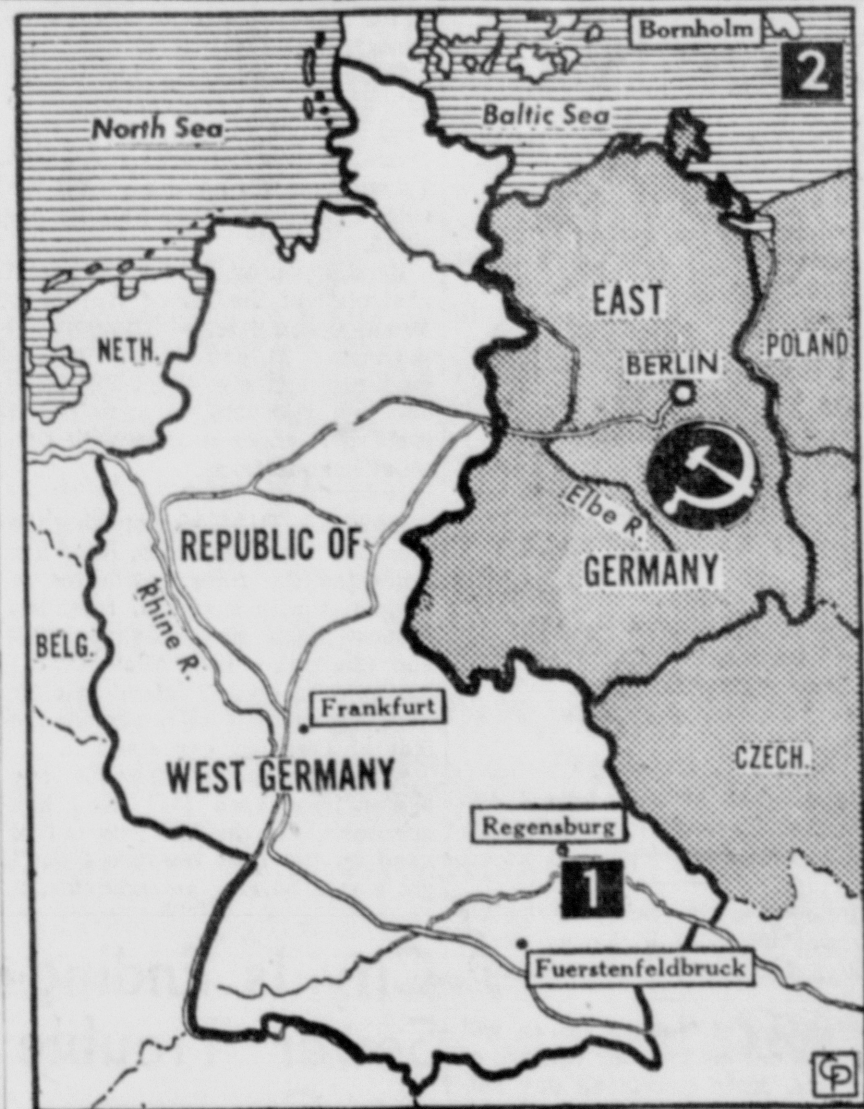 Bornholm
2
North Sea
Baltic Sea
EAST
NETH.
POLAND
BERLIN
Elbe R.
REPUBLIC OF
GERMANY
Rhine R.
BELG.
Frankfurt
WEST GERMANY
CZECH.
Regensburg
1
Fuerstenfeldbruck
CP